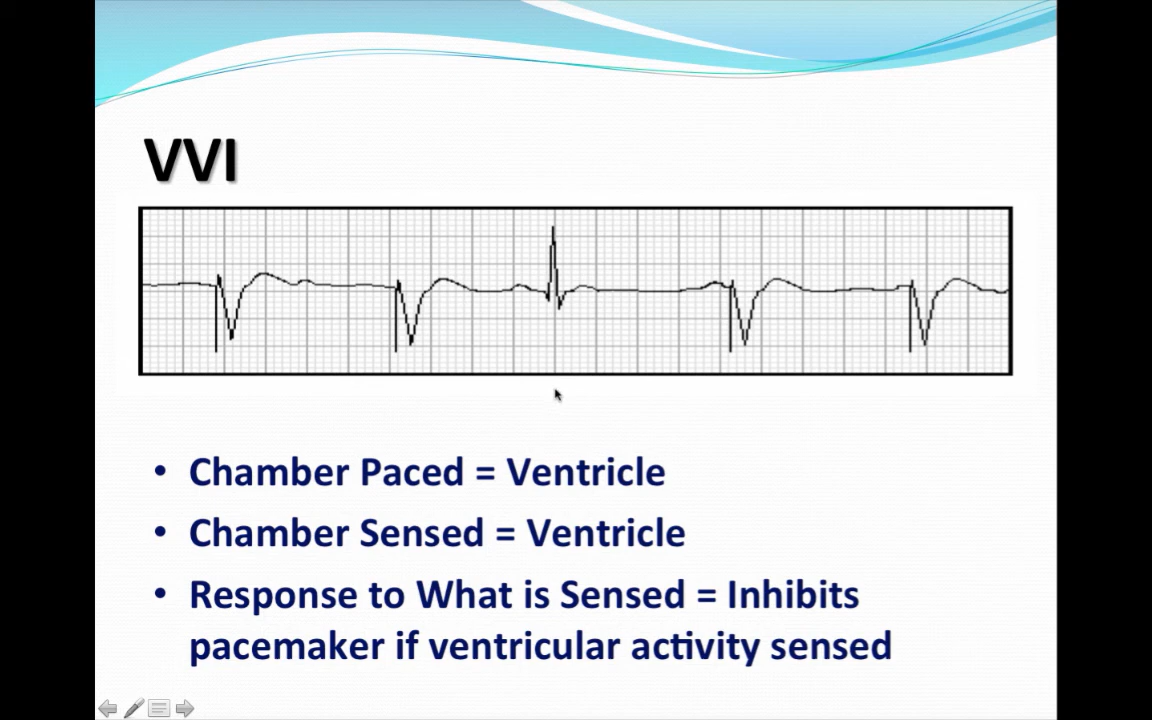 VVI
• Chamber Paced = Ventricle
• Chamber Sensed = Ventricle
• Response to What is Sensed = Inhibits
pacemaker if ventricular activity sensed